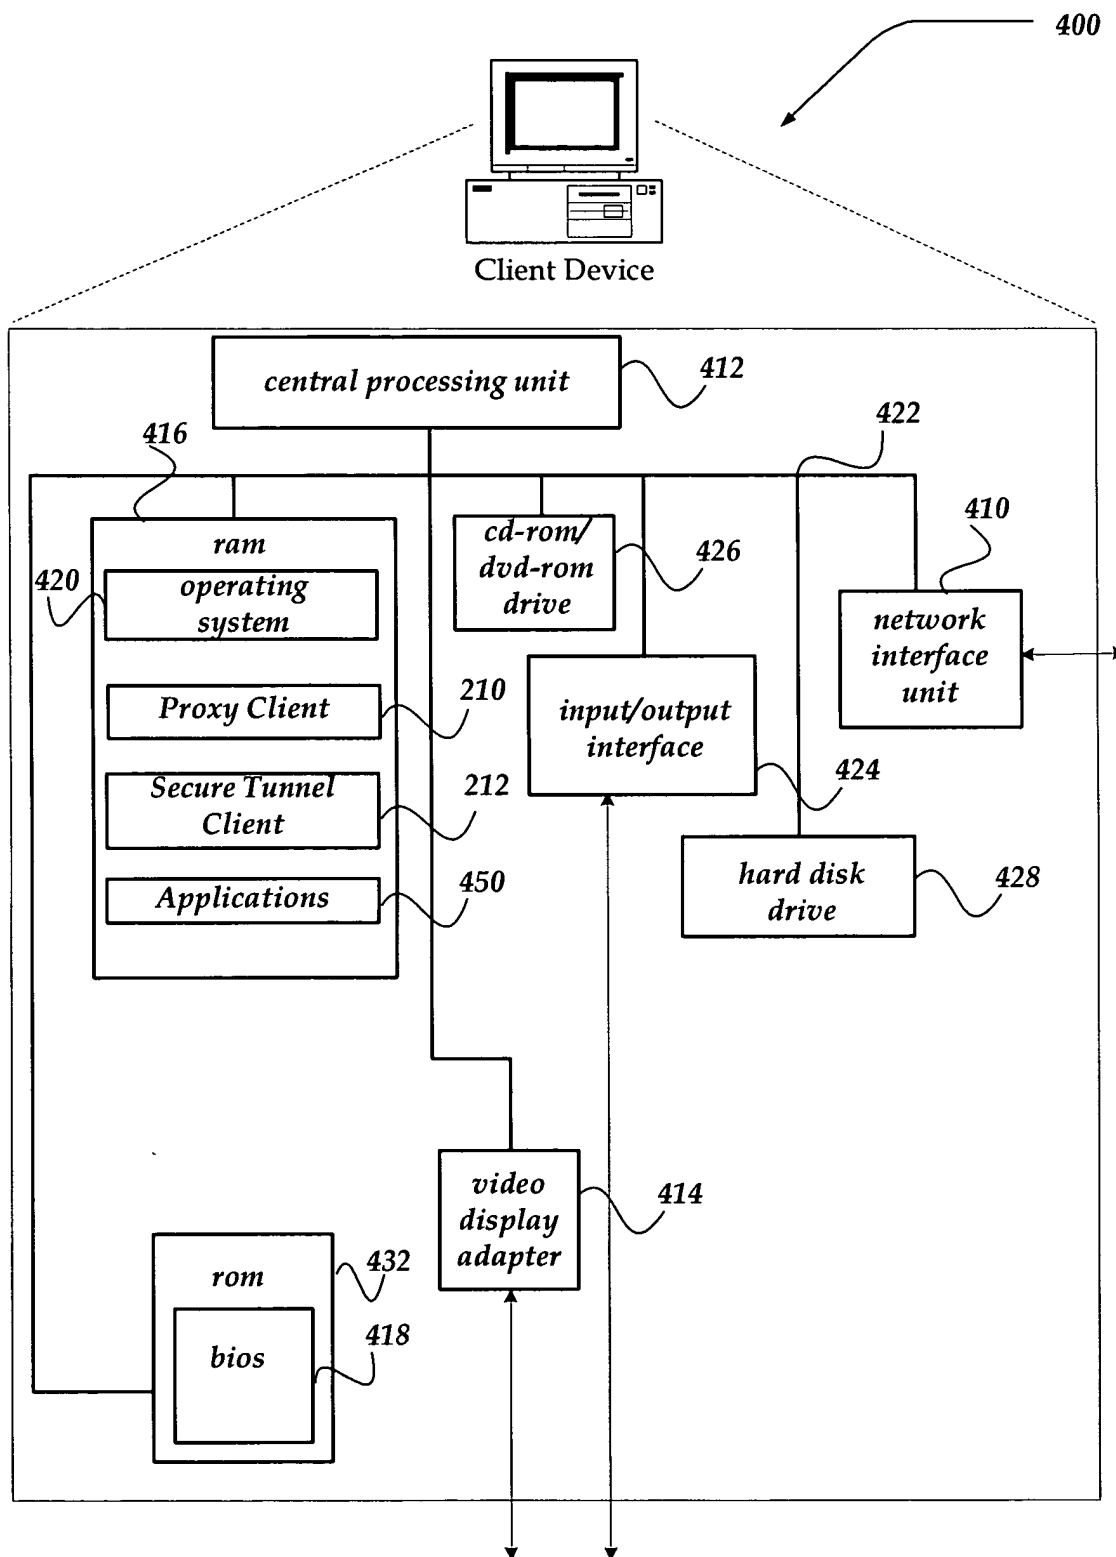 400
Client Device
central processing unit
412
422
416
410
ram
cd-rom/
dvd-rom
drive
426
420
operating
system
network
interface
unit
Proxy Client
210
input/output
interface
424
Secure Tunnel
Client
212
hard disk
drive
428
Applications
450
video
display
adapter
414
rom
432
bios
418